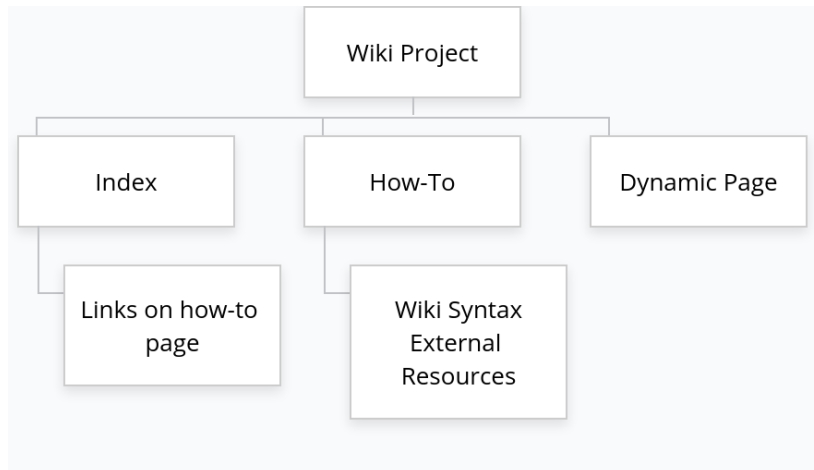 Wiki Project
Index
How-To
Dynamic Page
Links on how-to
page
Wiki Syntax
External
Resources